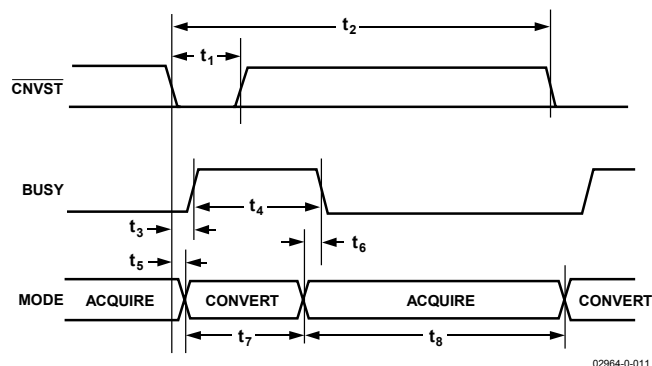 t2
t1
CNVST
BUSY
t4
t3
t6
t5
MODE ACQUIRE CONVERT ACQUIRE CONVERT
t7 t8
02964-0-011